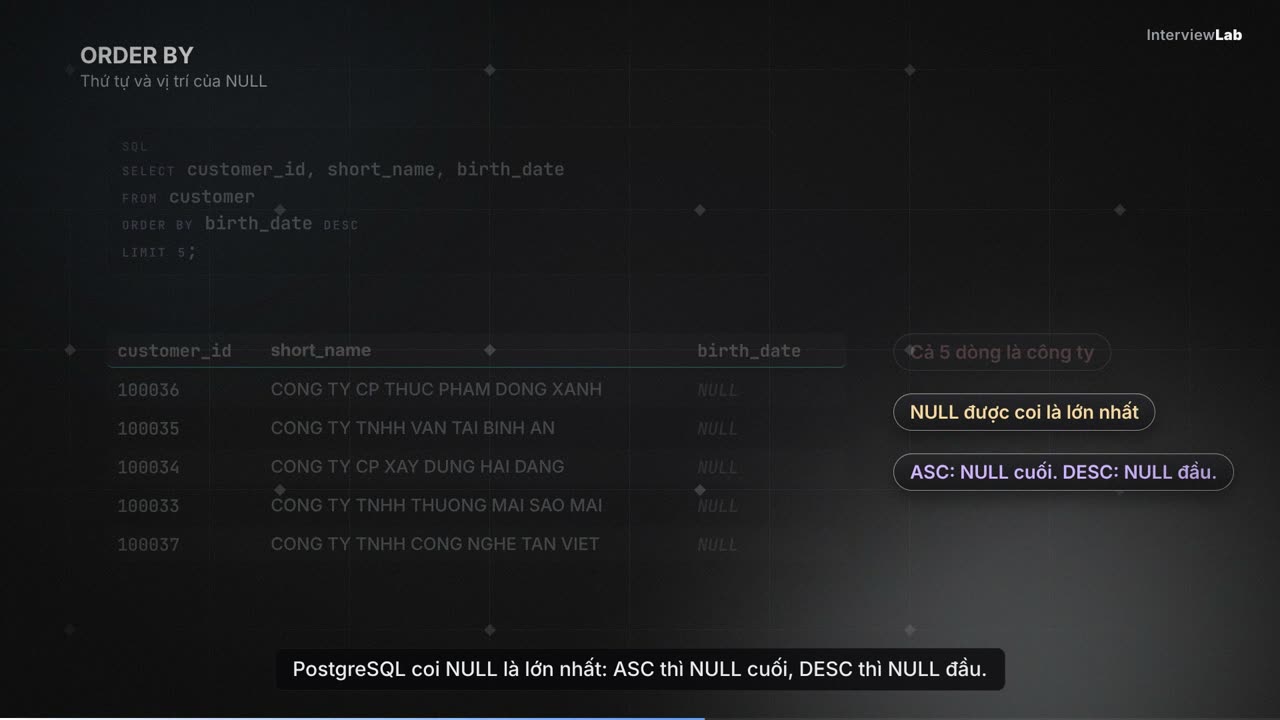 ORDER BY
InterviewLab
Thứ tự và vị trí của NULL
SQL
SELECT customer_id, short_name, birth_date
FROM customer
ORDER BY birth_date DESC
LIMIT 5;
customer_id short_name birth_date
100036 CONG TY CP THUC PHAM DONG XANH NULL
100035 CONG TY TNHH VAN TAI BINH AN NULL
100034 CONG TY CP XAY DUNG HAI DANG NULL
100033 CONG TY TNHH THUONG MAI SAO MAI NULL
100037 CONG TY TNHH CONG NGHE TAN VIET NULL
Cả 5 dòng là công ty
NULL được coi là lớn nhất
ASC: NULL cuối. DESC: NULL đầu.
PostgreSQL coi NULL là lớn nhất: ASC thì NULL cuối, DESC thì NULL đầu.